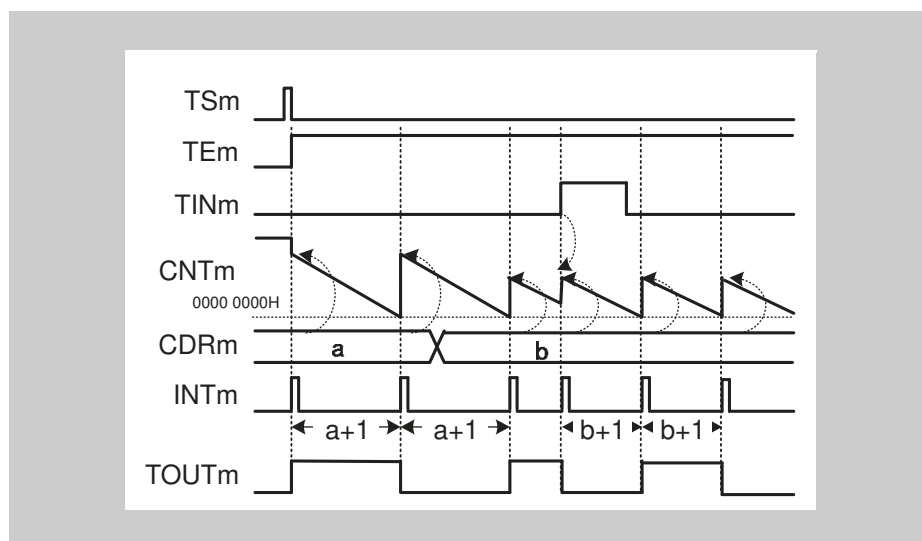 TSm
TEm
TINm
CNTm
0000 0000H
CDRm
a
b
INTm
a+1
a+1
b+1
b+1
TOUTm